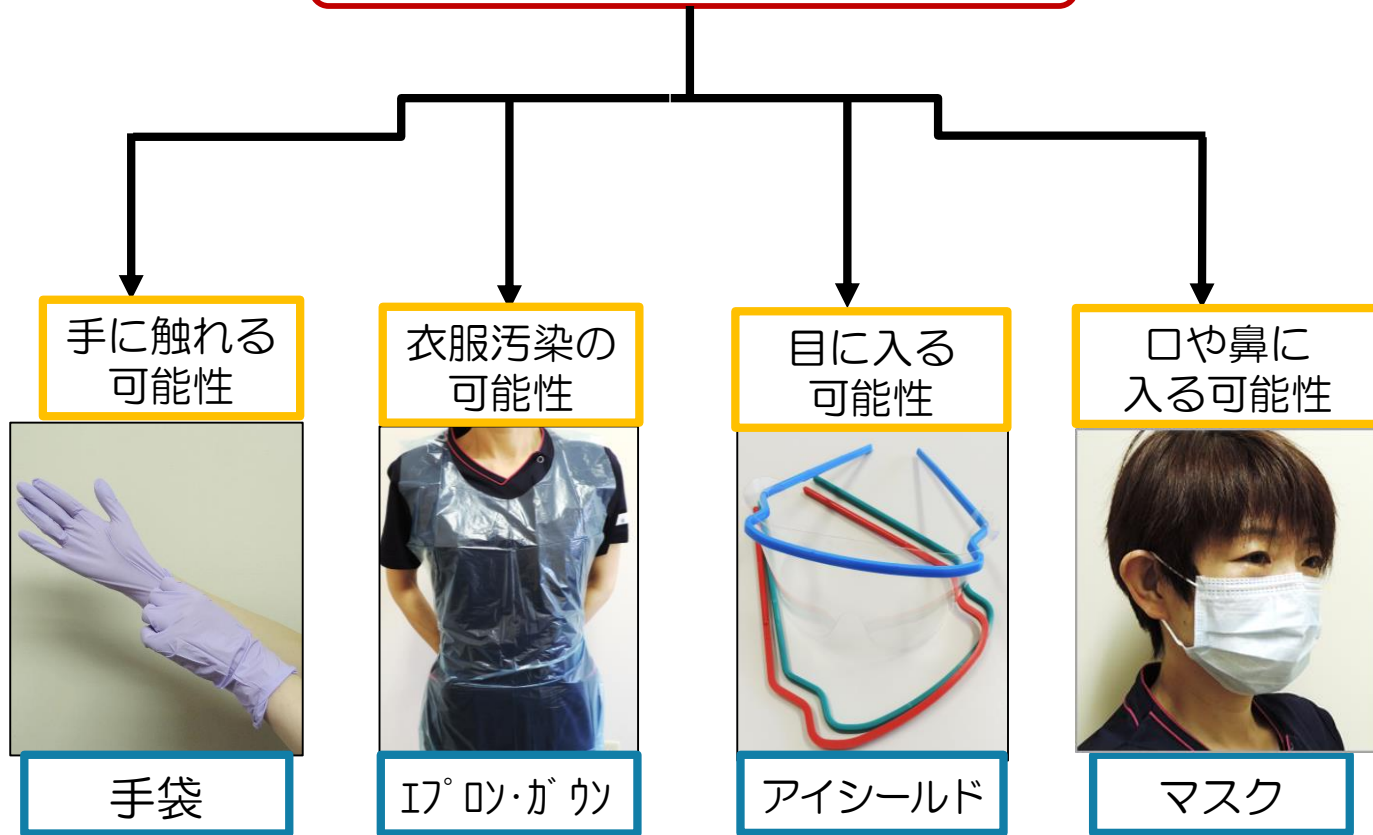 手に触れる
可能性
衣服汚染の
可能性
目に入る
可能性
口や鼻に
入る可能性
手袋
ｴﾌﾟﾛﾝ・ｶﾞｳﾝ
アイシールド
マスク